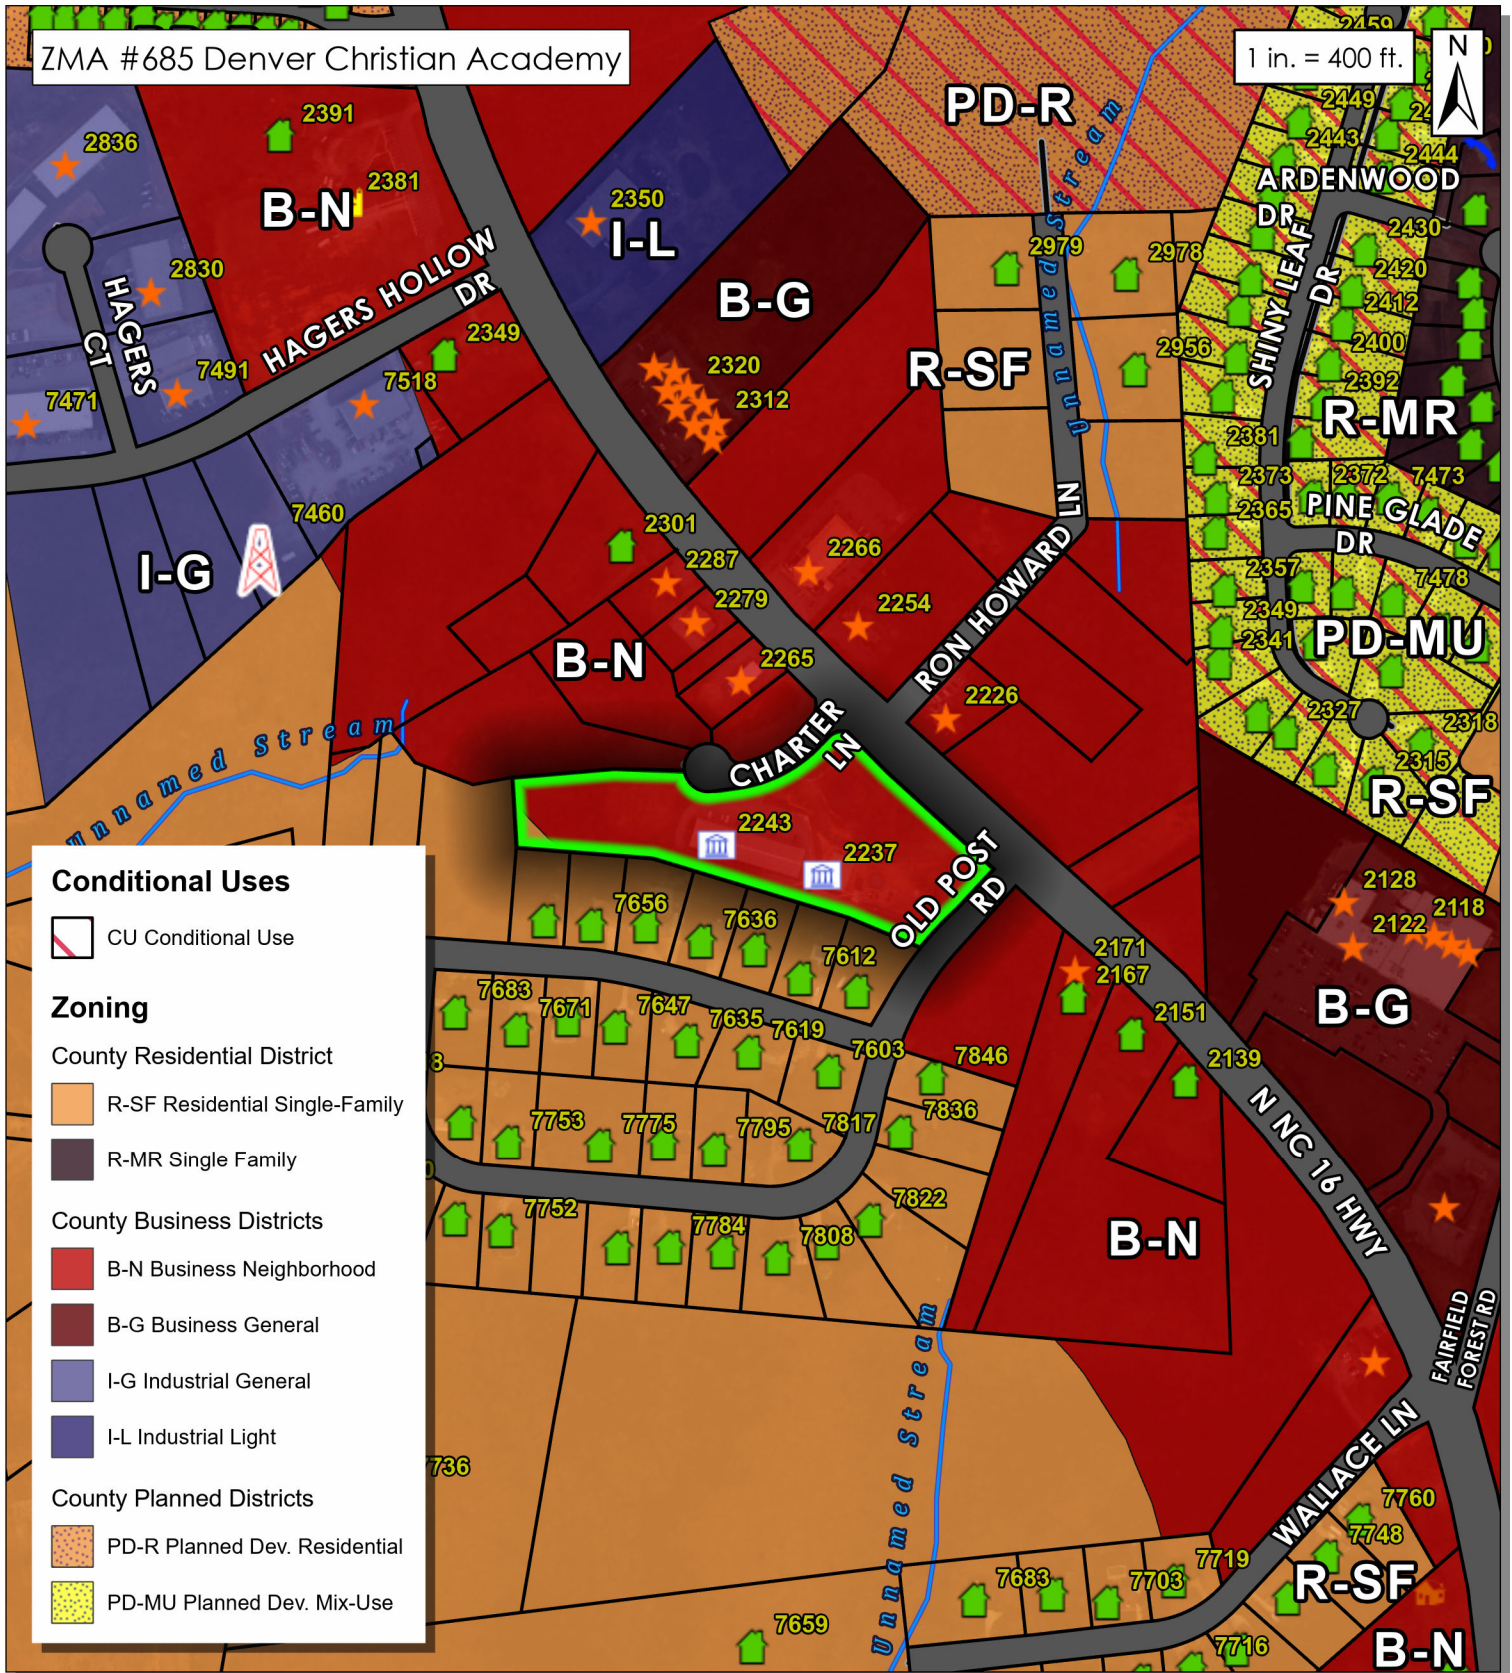 ZMA #685 Denver Christian Academy
1 in. = 400 ft.
N
2459
2449
2443
2444
2836
2391
2381
B-N
2350
I-L
PD-R
Unnamed Stream
ARDENWOOD
DR
2430
2420
2412
2400
2392
SHINY LEAF
DR
2830
HAGERS
CT
HAGERS HOLLOW
DR
2349
7491
7518
7471
B-G
2320
2312
2979
2978
2956
R-SF
R-MR
2381
2373
2372
7473
2365
PINE GLADE
DR
2357
7478
2349
2341
PD-MU
2327
2318
2315
R-SF
7460
I-G
2301
2287
2279
2265
B-N
2266
2254
RON HOWARD LN
2226
Unnamed Stream
CHARTER
LN
2243
2237
OLD POST
RD
2128
2122
2118
B-G
7656
7636
7612
2171
2167
2151
2139
7683
7671
7647
7635
7619
7603
7846
7836
7753
7775
7795
7817
7822
7752
7784
7808
N NC 16 HWY
B-N
FAIRFIELD
FOREST RD
Unnamed Stream
WALLACE LN
7736
7760
7748
7719
7683
7703
R-SF
7659
7716
B-N
Conditional Uses
CU Conditional Use
Zoning
County Residential District
R-SF Residential Single-Family
R-MR Single Family
County Business Districts
B-N Business Neighborhood
B-G Business General
I-G Industrial General
I-L Industrial Light
County Planned Districts
PD-R Planned Dev. Residential
PD-MU Planned Dev. Mix-Use